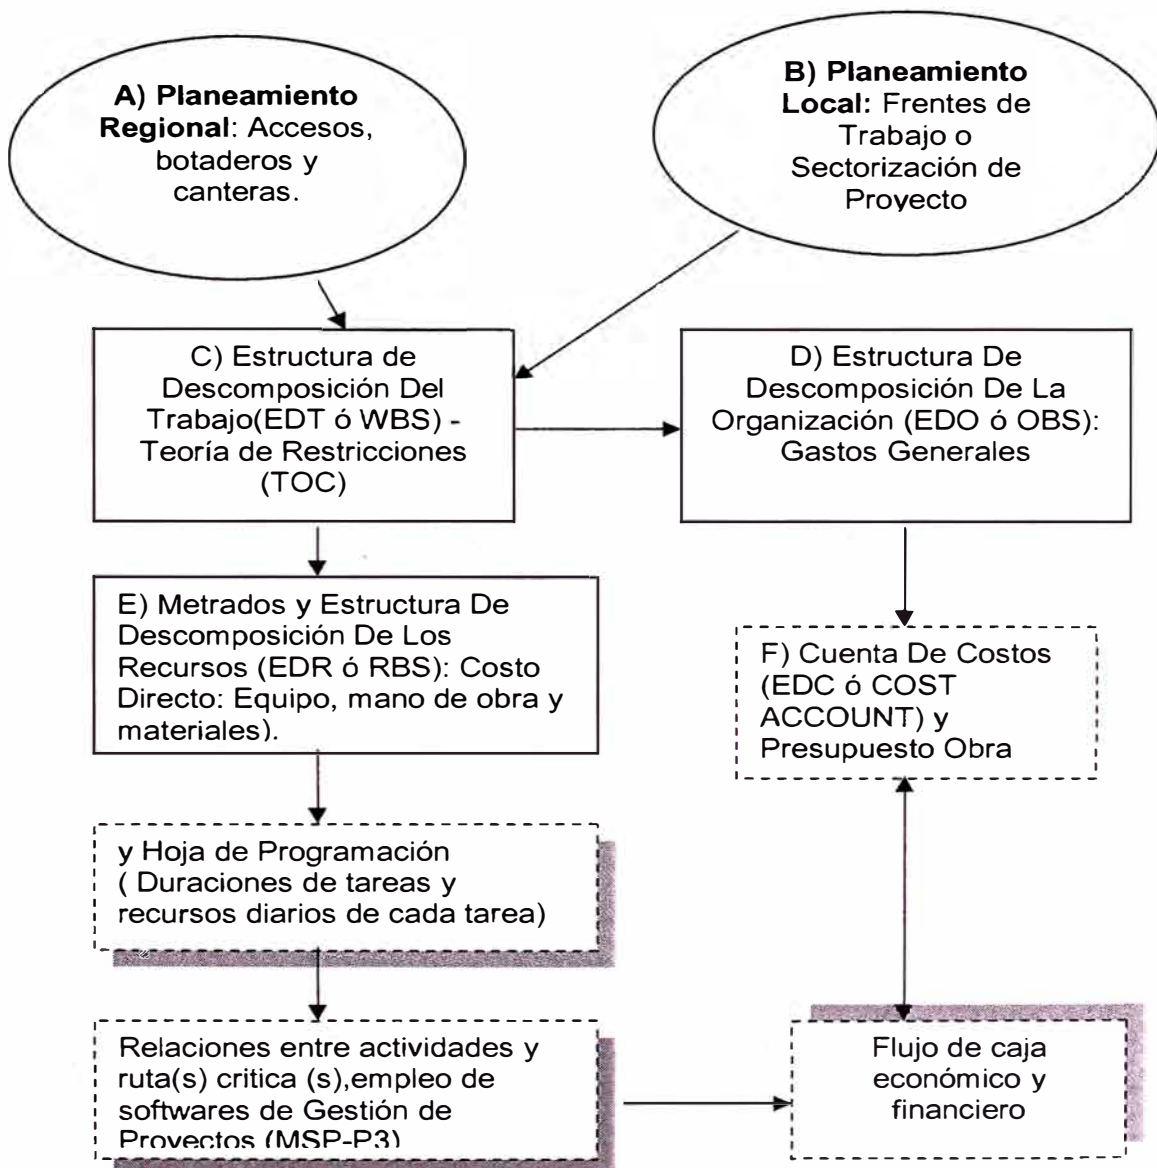 A) Planeamiento
Regional: Accesos,
botaderos y
canteras.
B) Planeamiento
Local: Frentes de
Trabajo o
Sectorización de
Proyecto
C) Estructura de
Descomposición Del
Trabajo(EDT ó WBS) -
Teoría de Restricciones
(TOC)
D) Estructura De
Descomposición De La
Organización (EDO ó OBS):
Gastos Generales
E) Metrados y Estructura De
Descomposición De Los
Recursos (EDR ó RBS): Costo
Directo: Equipo, mano de obra y
materiales).
F) Cuenta De Costos
(EDC ó COST
ACCOUNT) y
Presupuesto Obra
y Hoja de Programación
( Duraciones de tareas y
recursos diarios de cada tarea)
Relaciones entre actividades y
ruta(s) critica (s),empleo de
softwares de Gestión de
Proyectos (MSP-P3)
Flujo de caja
económico y
financiero